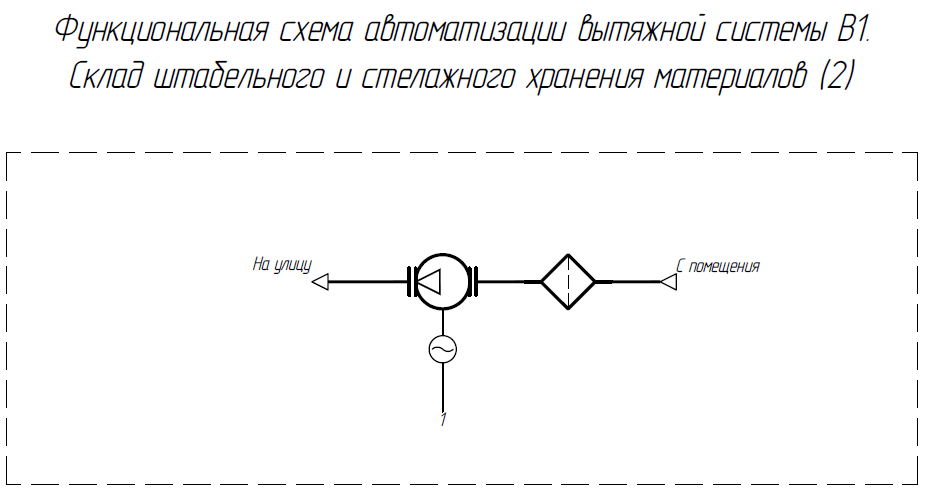 Функциональная схема автоматизации вытяжной системы В1.
Склад штабельного и стелажного хранения материалов (2)
На улицу
С помещения
1